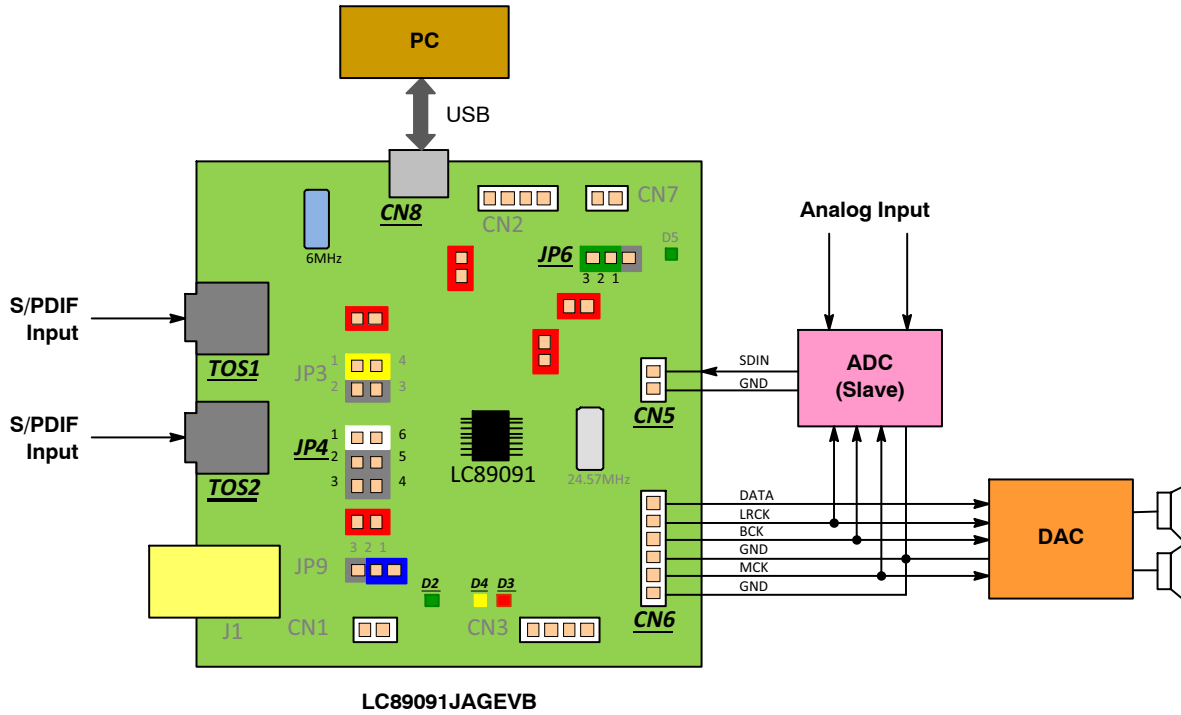 PC
USB
CN8
CN2
CN7
6MHz
JP6
D5
3 2 1
Analog Input
S/PDIF
Input
TOS1
JP3
1 4
2 3
SDIN
GND
CN5
ADC
(Slave)
S/PDIF
Input
TOS2
JP4
1 6
2 5
3 4
LC89091
24.57MHz
DATA
LRCK
BCK
GND
MCK
GND
CN6
DAC
3 2 1
JP9
D2
D4
D3
J1
CN1
CN3
LC89091JAGEVB